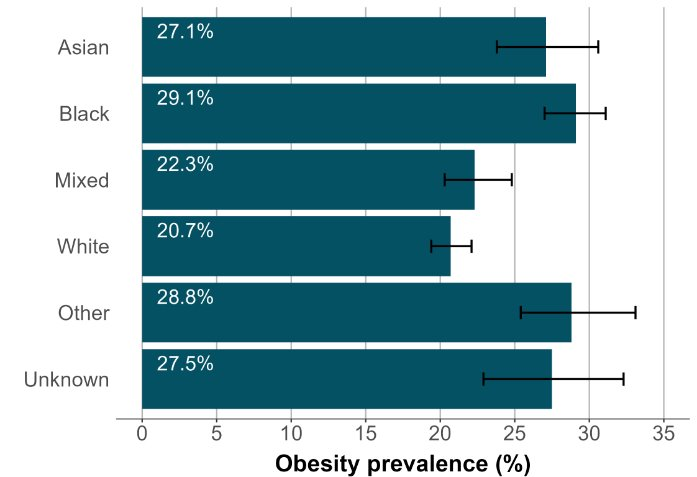 Asian 27.1%
Black 29.1%
Mixed 22.3%
White 20.7%
Other 28.8%
Unknown 27.5%
0 5 10 15 20 25 30 35
Obesity prevalence (%)